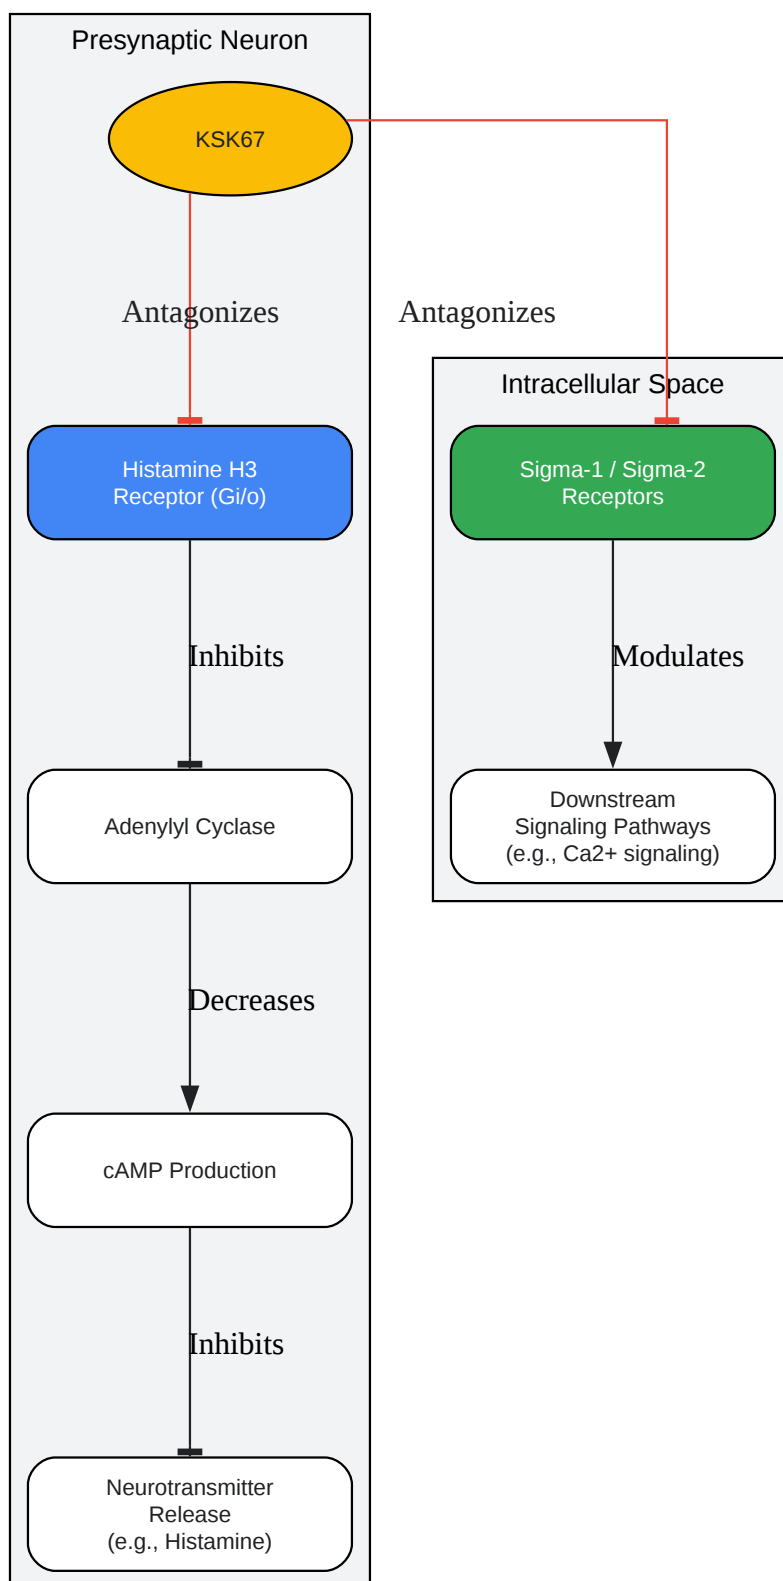 Presynaptic Neuron
KSK67
Antagonizes
Antagonizes
Intracellular Space
Histamine H3
Receptor (Gi/o)
Sigma-1 / Sigma-2
Receptors
Inhibits
Modulates
Adenylyl Cyclase
Downstream
Signaling Pathways
(e.g., Ca2+ signaling)
Decreases
cAMP Production
Inhibits
Neurotransmitter
Release
(e.g., Histamine)